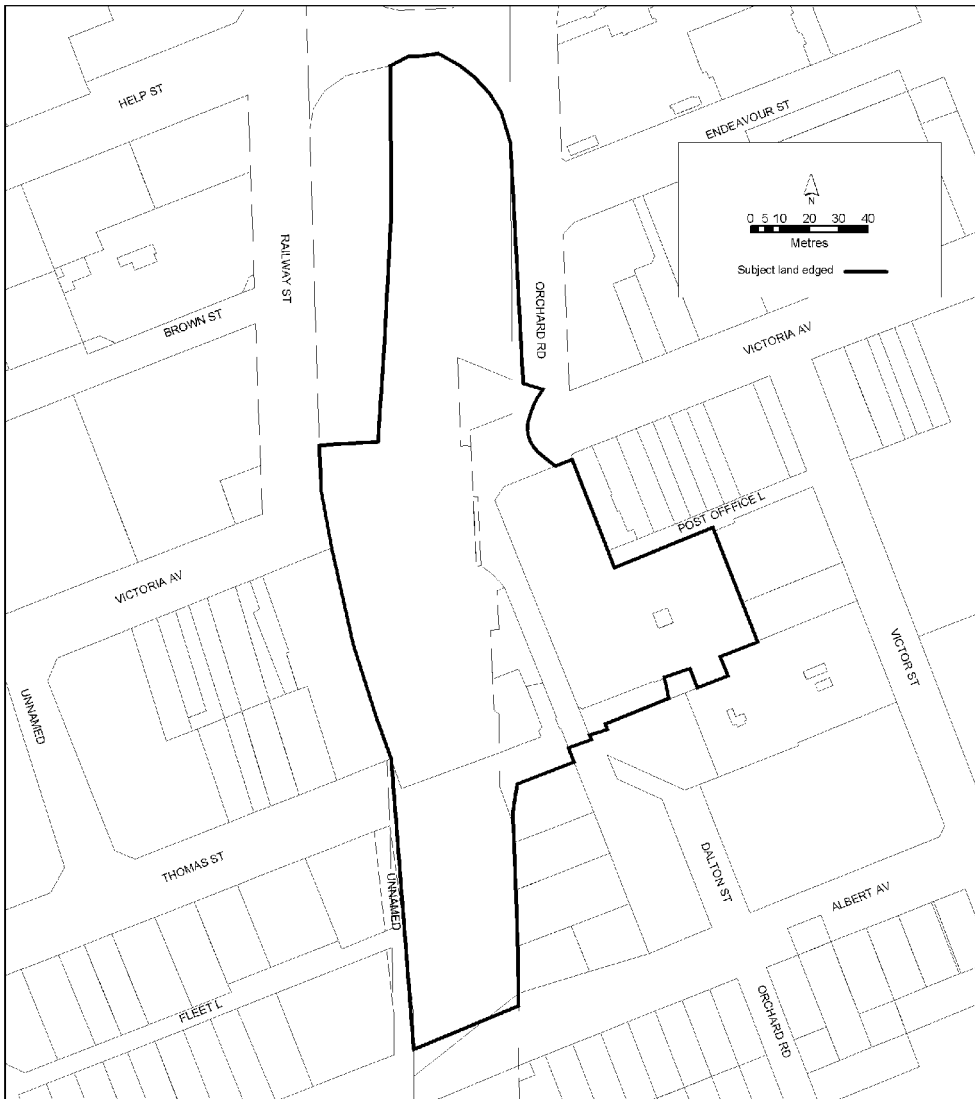 HELP ST
ENDEAVOUR ST
N
0 5 10 20 30 40
Metres
Subject land edged
RAILWAY ST
ORCHARD RD
BROWN ST
VICTORIA AV
POST OFFFICE L
VICTORIA AV
VICTOR ST
UNNAMED
THOMAS ST
UNNAMED
DALTON ST
ALBERT AV
FLEET L
ORCHARD RD